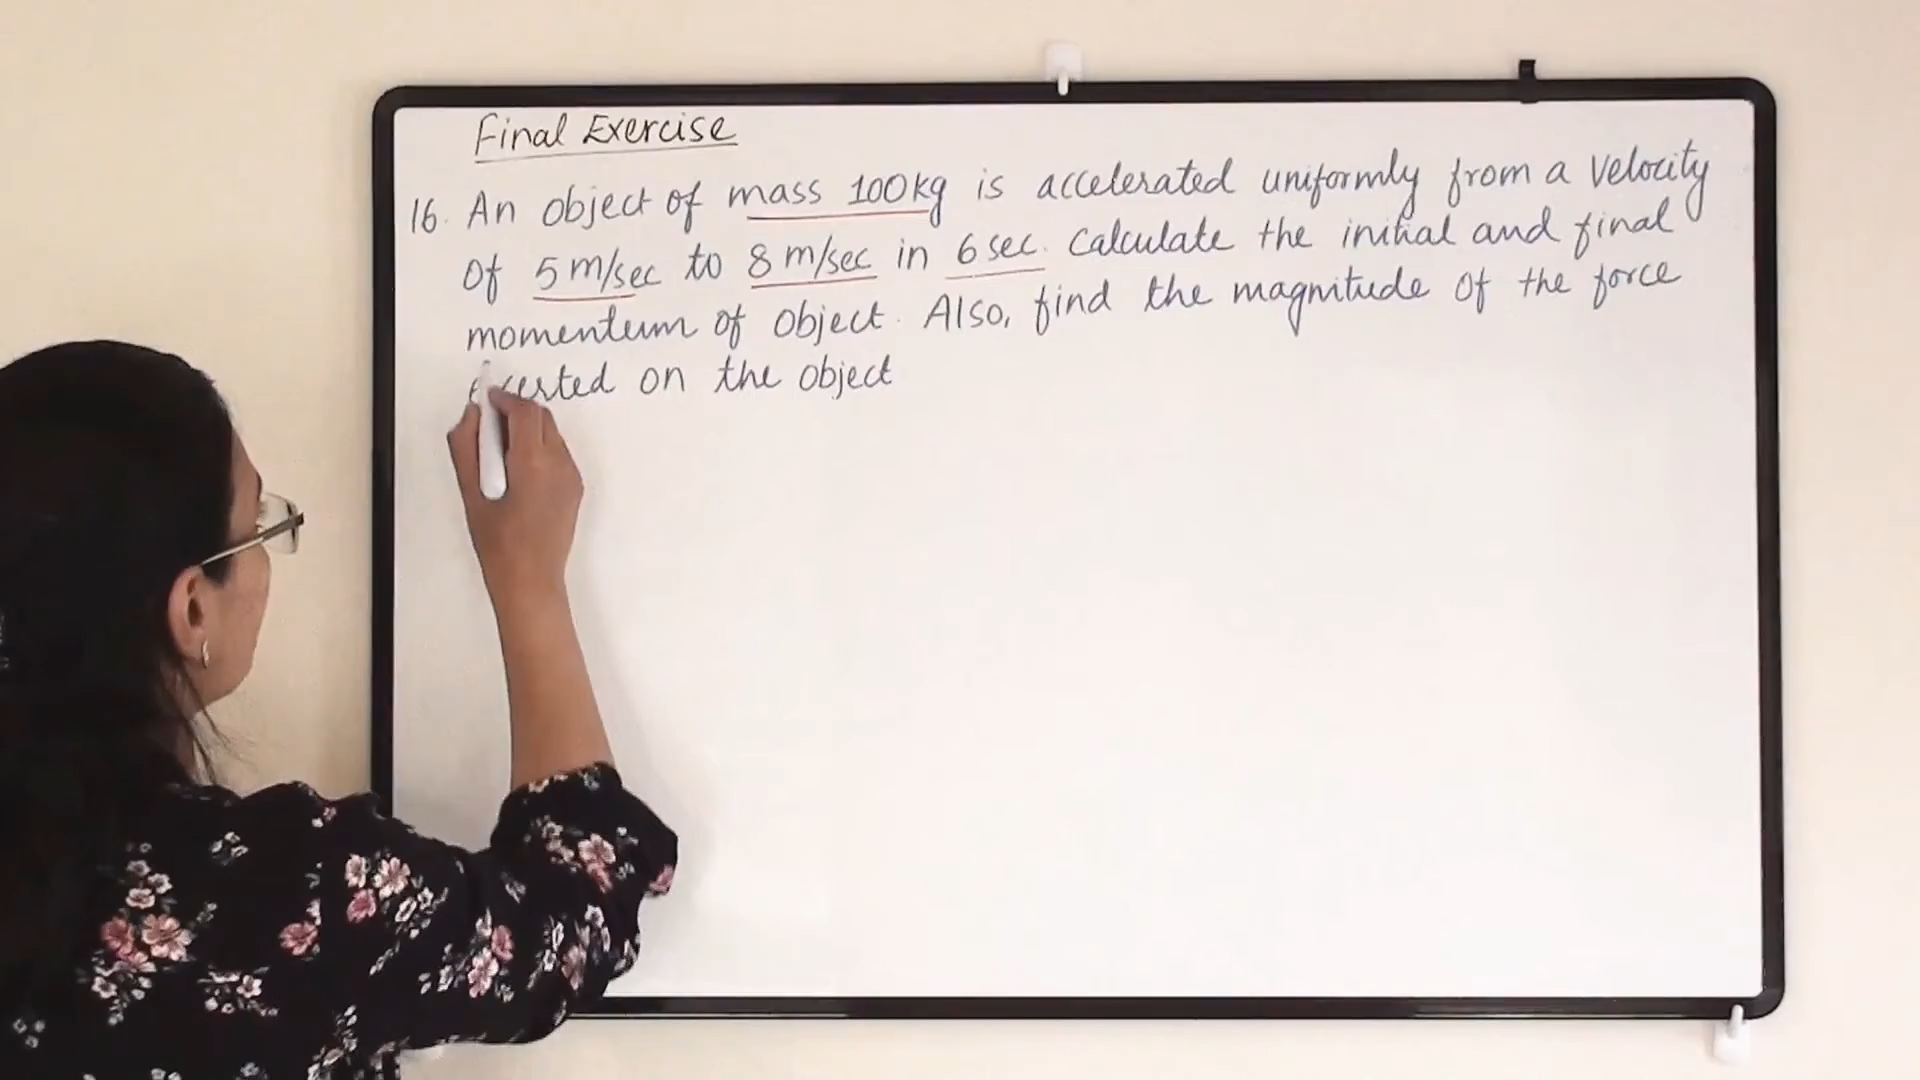 Final Exercise
16. An object of mass 100kg is accelerated uniformly from a velocity
of 5 m/sec to 8 m/sec in 6 sec. Calculate the initial and final
momentum of object. Also, find the magnitude of the force
exerted on the object